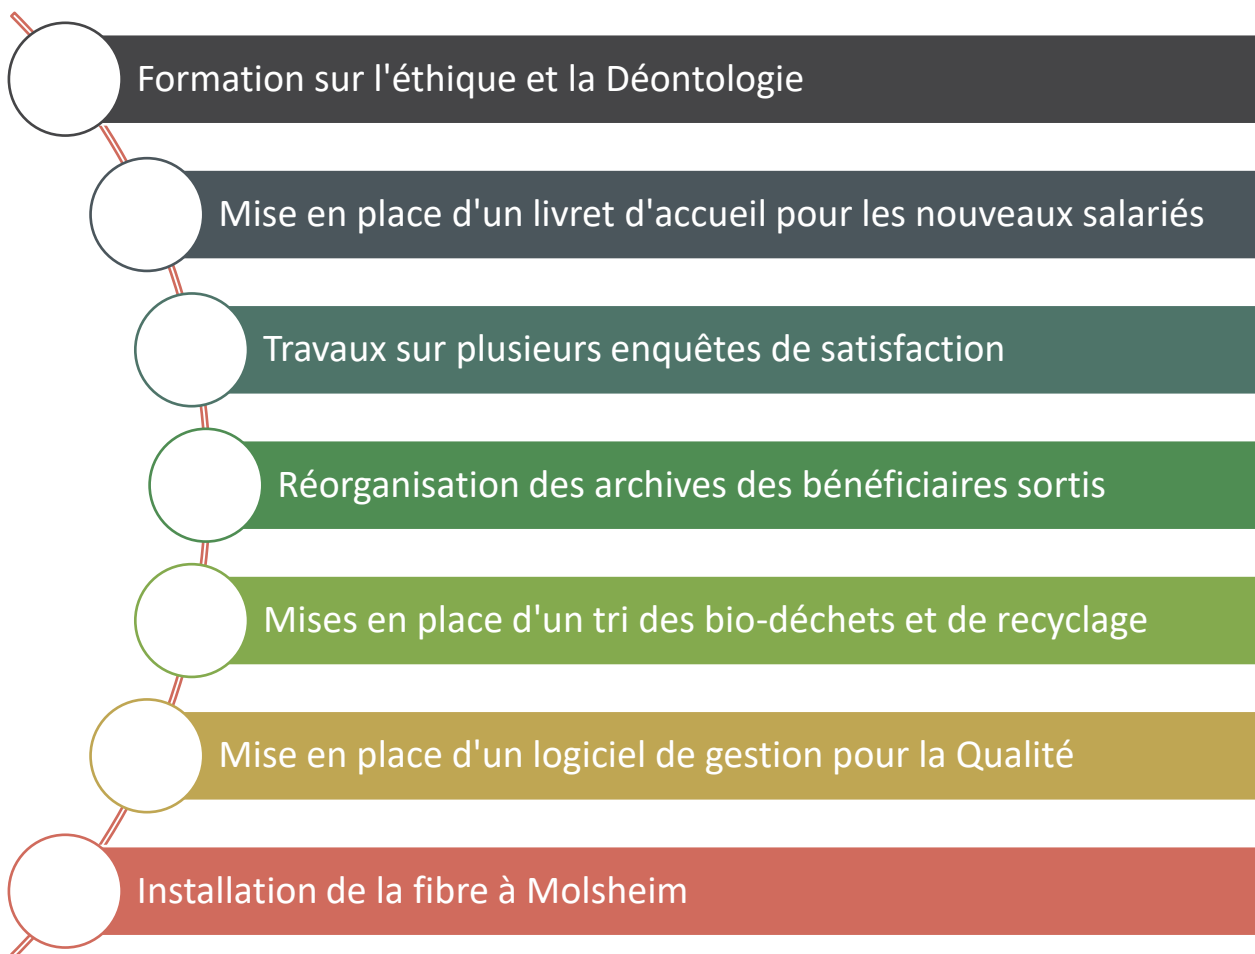 Formation sur l'éthique et la Déontologie
Mise en place d'un livret d'accueil pour les nouveaux salariés
Travaux sur plusieurs enquêtes de satisfaction
Réorganisation des archives des bénéficiaires sortis
Mises en place d'un tri des bio-déchets et de recyclage
Mise en place d'un logiciel de gestion pour la Qualité
Installation de la fibre à Molsheim